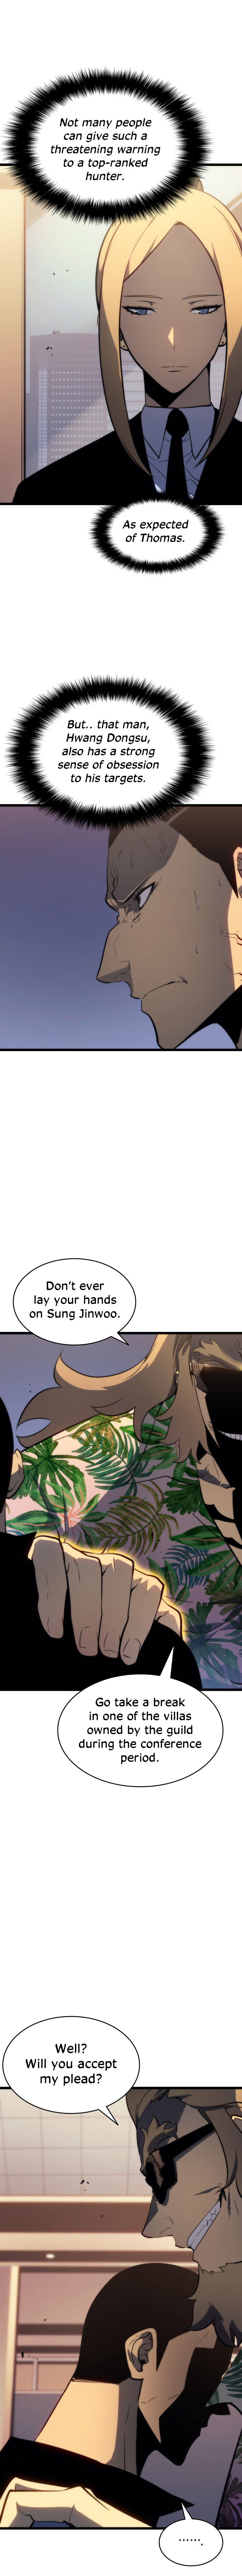 Not many people
can give such a
threatening warning
to a top-ranked
hunter.
As expected
of Thomas.
But.. that man,
Hwang Dongsu,
also has a strong
sense of obsession
to his targets.
Don't ever
lay your hands
on Sung Jinwoo.
Go take a break
in one of the villas
owned by the guild
during the conference
period.
Well?
Will you accept
my plead?
······.